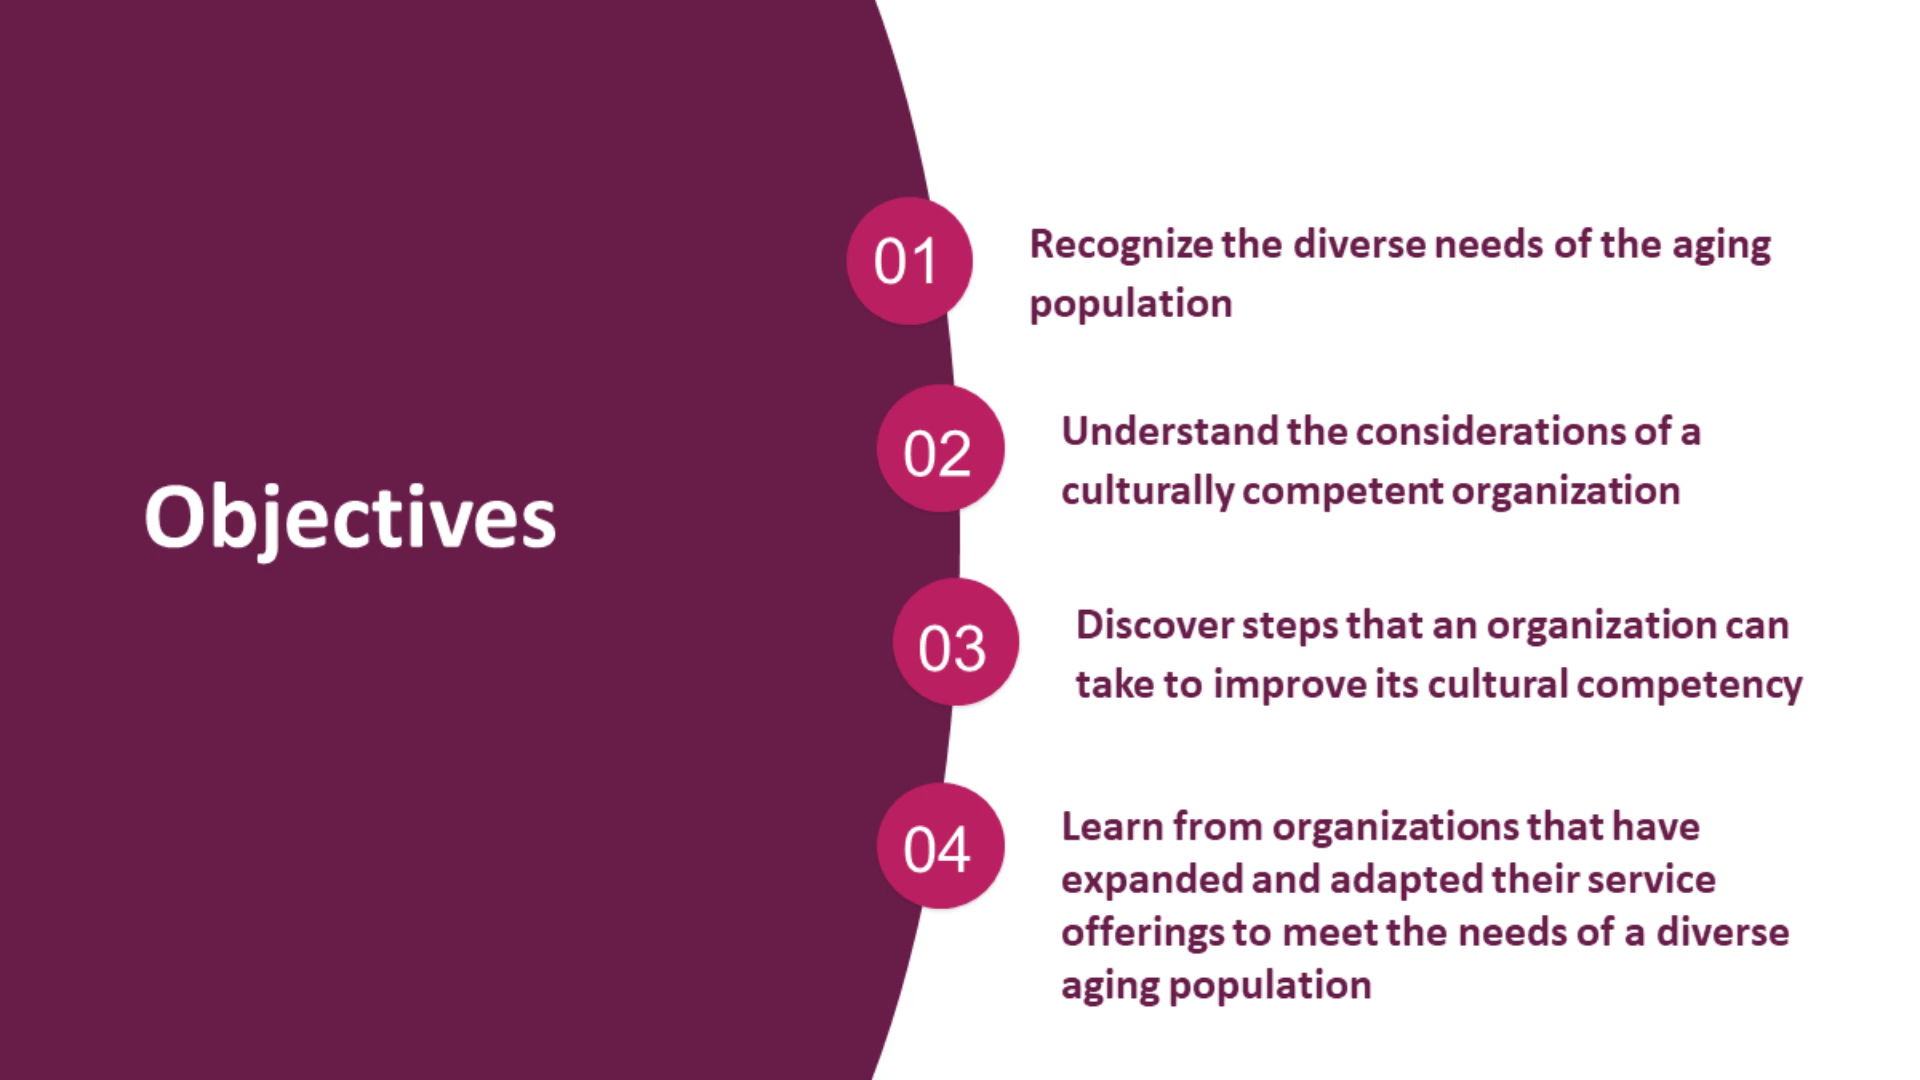 Objectives
01
Recognize the diverse needs of the aging
population
02
Understand the considerations of a
culturally competent organization
03
Discover steps that an organization can
take to improve its cultural competency
04
Learn from organizations that have
expanded and adapted their service
offerings to meet the needs of a diverse
aging population